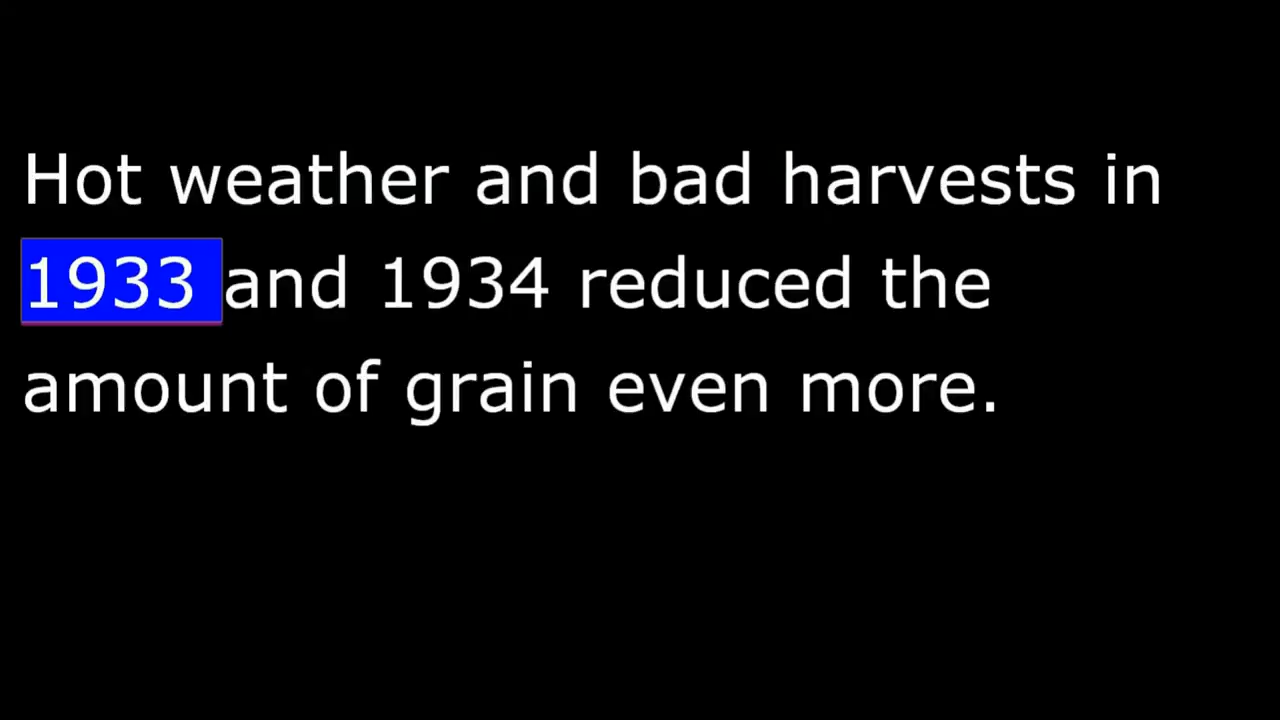 Hot weather and bad harvests in
1933 and 1934 reduced the
amount of grain even more.